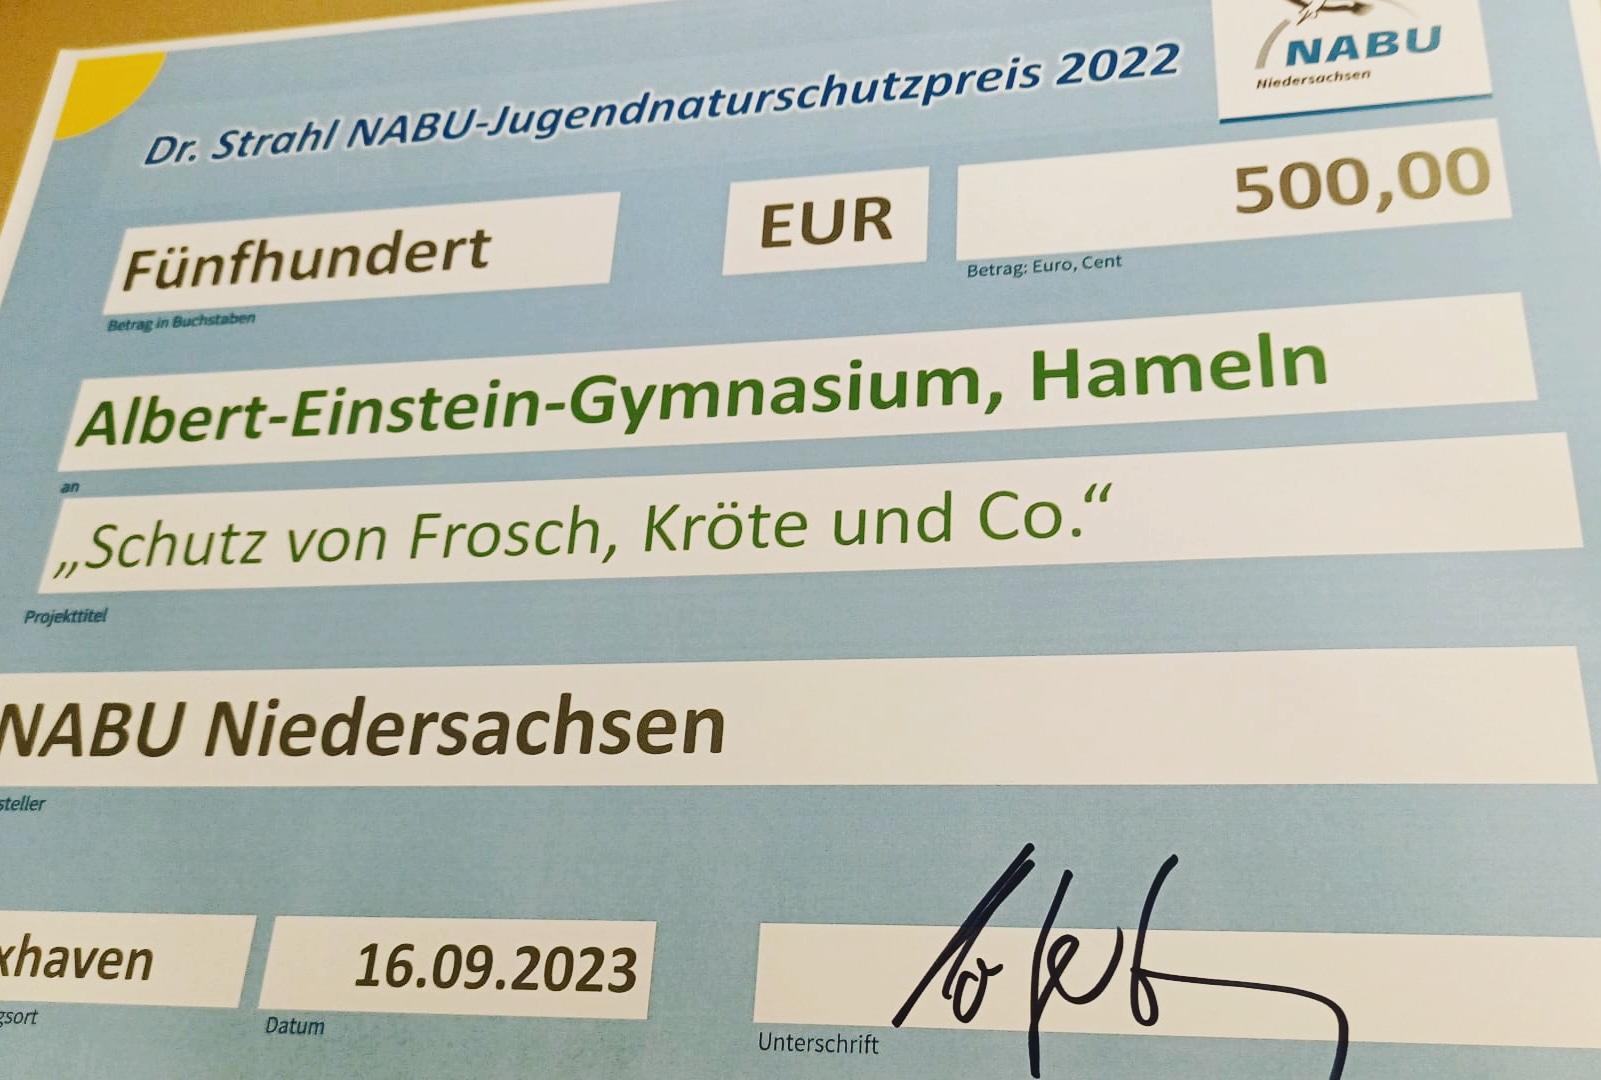 NABU
Niedersachsen
Dr. Strahl NABU-Jugendnaturschutzpreis 2022
Fünfhundert EUR 500,00
Betrag in Buchstaben Betrag: Euro, Cent
Albert-Einstein-Gymnasium, Hameln
an
„Schutz von Frosch, Kröte und Co.“
Projekttitel
NABU Niedersachsen
steller
xhaven 16.09.2023
gsort Datum Unterschrift